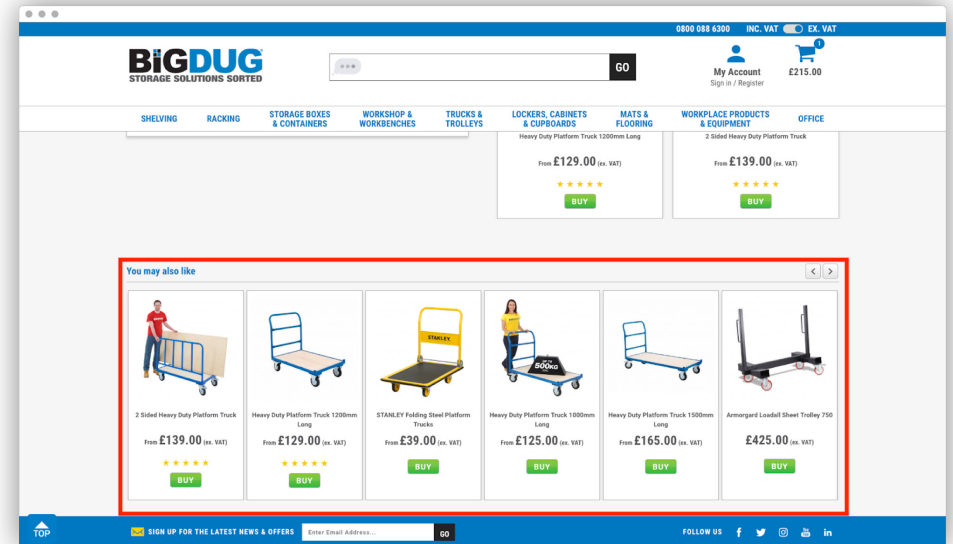 0800 088 6300 INC. VAT EX. VAT
BiGDUG
STORAGE SOLUTIONS SORTED
GO
My Account
Sign in / Register
1
£215.00
SHELVING
RACKING
STORAGE BOXES
& CONTAINERS
WORKSHOP &
WORKBENCHES
TRUCKS &
TROLLEYS
LOCKERS, CABINETS
& CUPBOARDS
MATS &
FLOORING
WORKPLACE PRODUCTS
& EQUIPMENT
OFFICE
Heavy Duty Platform Truck 1200mm Long
From £129.00 (ex. VAT)
BUY
2 Sided Heavy Duty Platform Truck
From £139.00 (ex. VAT)
BUY
You may also like
2 Sided Heavy Duty Platform Truck
From £139.00 (ex. VAT)
BUY
Heavy Duty Platform Truck 1200mm
Long
From £129.00 (ex. VAT)
BUY
STANLEY
STANLEY Folding Steel Platform
Trucks
From £39.00 (ex. VAT)
BUY
UP TO
500KG
Heavy Duty Platform Truck 1000mm
Long
From £125.00 (ex. VAT)
BUY
Heavy Duty Platform Truck 1500mm
Long
From £165.00 (ex. VAT)
BUY
Armorgard Loadall Sheet Trolley 750
£425.00 (ex. VAT)
BUY
TOP
SIGN UP FOR THE LATEST NEWS & OFFERS
Enter Email Address...
GO
FOLLOW US